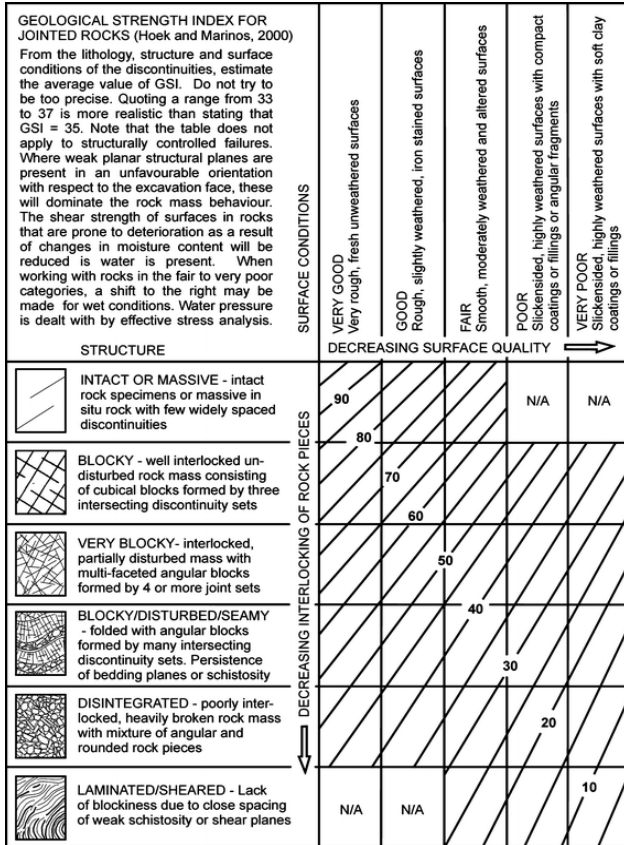 GEOLOGICAL STRENGTH INDEX FOR
JOINTED ROCKS (Hoek and Marinos, 2000)
From the lithology, structure and surface
conditions of the discontinuities, estimate
the average value of GSI. Do not try to
be too precise. Quoting a range from 33
to 37 is more realistic than stating that
GSI = 35. Note that the table does not
apply to structurally controlled failures.
Where weak planar structural planes are
present in an unfavourable orientation
with respect to the excavation face, these
will dominate the rock mass behaviour.
The shear strength of surfaces in rocks
that are prone to deterioration as a result
of changes in moisture content will be
reduced is water is present. When
working with rocks in the fair to very poor
categories, a shift to the right may be
made for wet conditions. Water pressure
is dealt with by effective stress analysis.
STRUCTURE
SURFACE CONDITIONS
VERY GOOD
Very rough, fresh unweathered surfaces
GOOD
Rough, slightly weathered, iron stained surfaces
FAIR
Smooth, moderately weathered and altered surfaces
POOR
Slickensided, highly weathered surfaces with compact
coatings or fillings or angular fragments
VERY POOR
Slickensided, highly weathered surfaces with soft clay
coatings or fillings
DECREASING SURFACE QUALITY
DECREASING INTERLOCKING OF ROCK PIECES
INTACT OR MASSIVE - intact
rock specimens or massive in
situ rock with few widely spaced
discontinuities
90
N/A
N/A
80
BLOCKY - well interlocked un-
disturbed rock mass consisting
of cubical blocks formed by three
intersecting discontinuity sets
70
60
VERY BLOCKY- interlocked,
partially disturbed mass with
multi-faceted angular blocks
formed by 4 or more joint sets
50
40
BLOCKY/DISTURBED/SEAMY
- folded with angular blocks
formed by many intersecting
discontinuity sets. Persistence
of bedding planes or schistosity
30
DISINTEGRATED - poorly inter-
locked, heavily broken rock mass
with mixture of angular and
rounded rock pieces
20
LAMINATED/SHEARED - Lack
of blockiness due to close spacing
of weak schistosity or shear planes
N/A
N/A
10